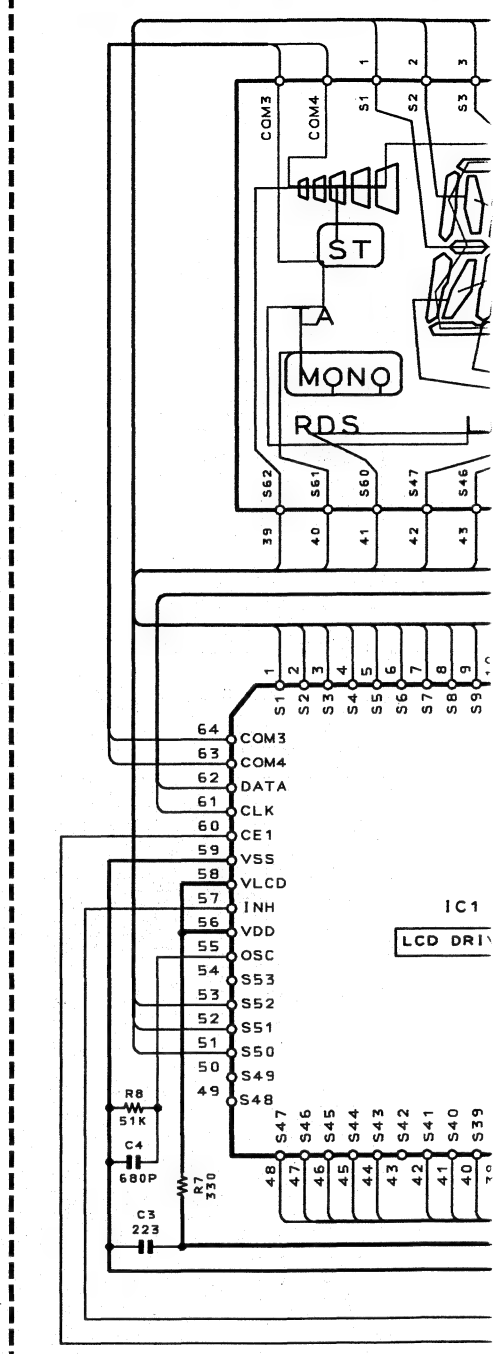 1 2 3
COM3 COM4 S1 S2 S3
ST
TA
MONO
RDS
S62 S61 S60 S47 S46
39 40 41 42 43
1 2 3 4 5 6 7 8 9
S1 S2 S3 S4 S5 S6 S7 S8 S9
64 COM3
63 COM4
62 DATA
61 CLK
60 CE1
59 VSS
58 VLCD
57 INH
IC1
56 VDD
LCD DRIV
55 OSC
54 S53
53 S52
52 S51
51 S50
50 S49
49 S48
R8
51K
S47 S46 S45 S44 S43 S42 S41 S40 S39
C4
680P
48 47 46 45 44 43 42 41 40
R7
330
C3
223